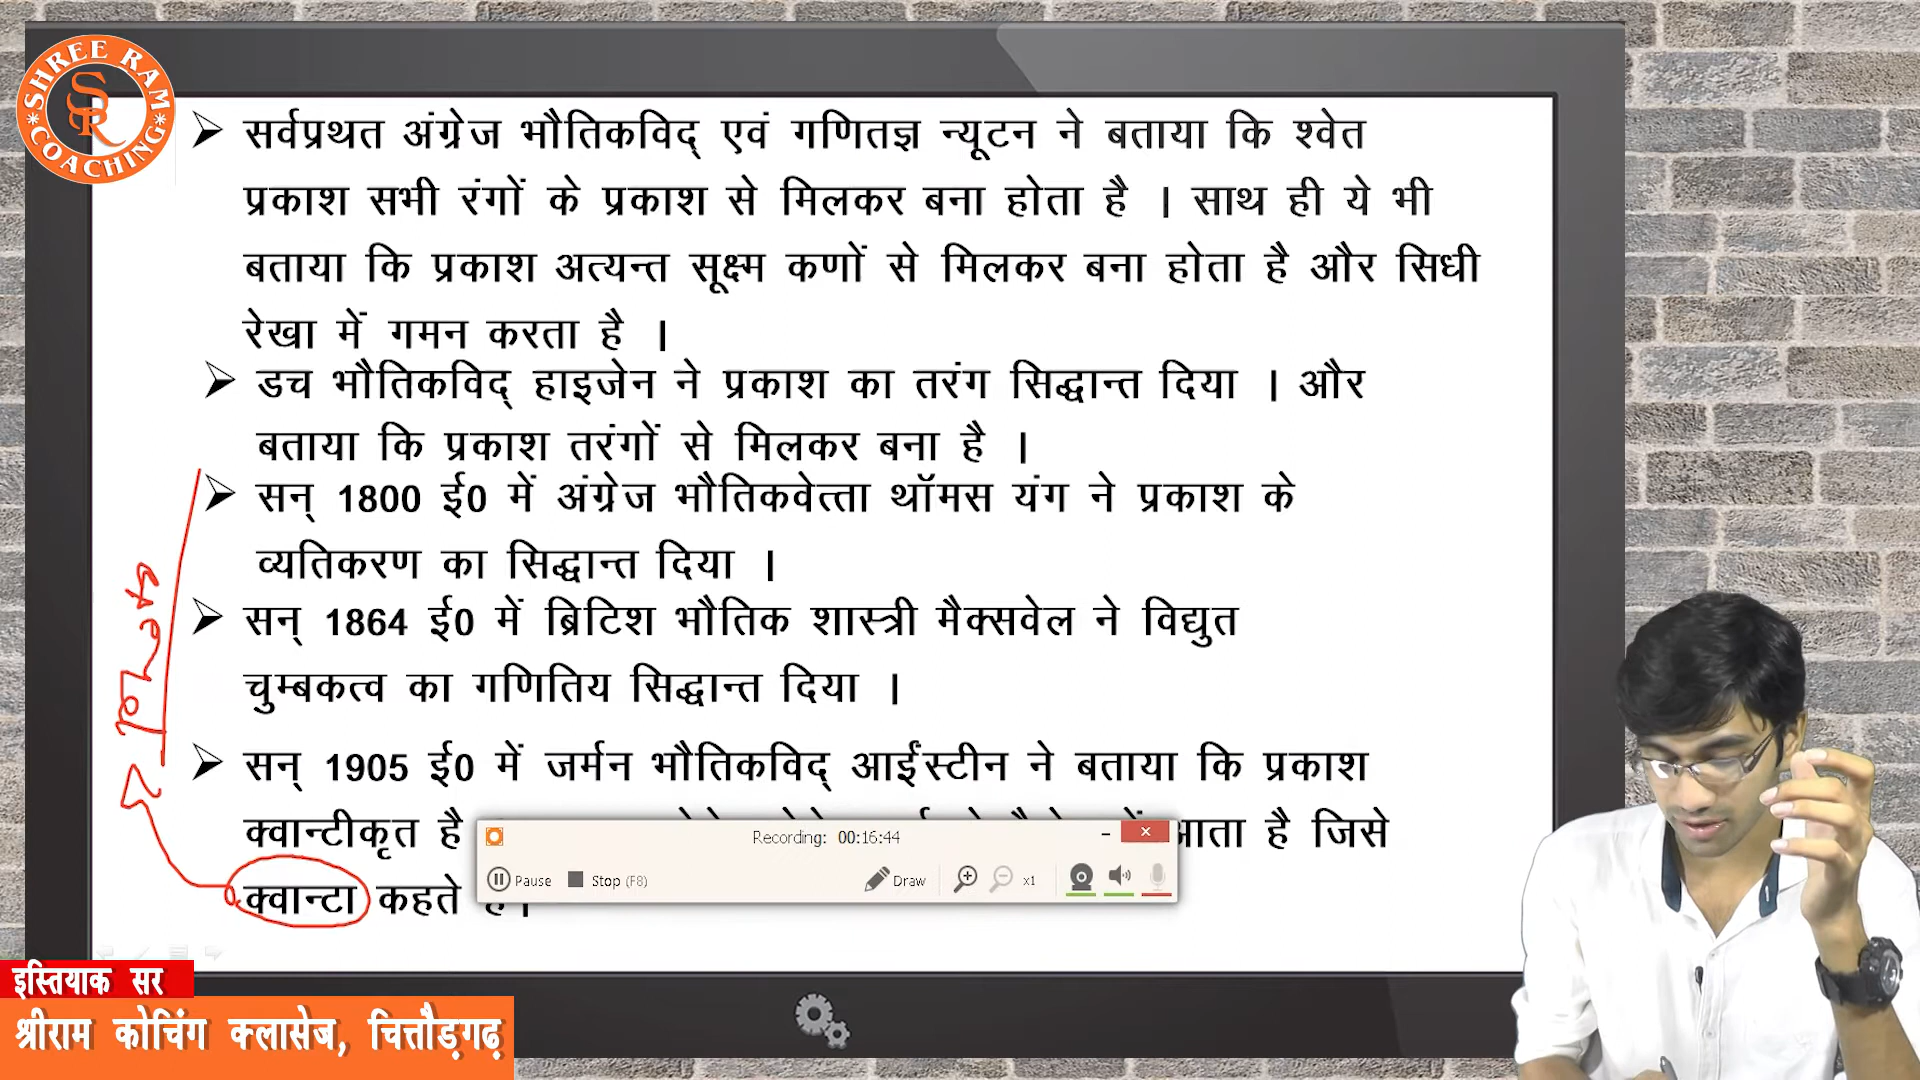 SHREE RAM
SR
COACHING
सर्वप्रथत अंग्रेज भौतिकविद् एवं गणितज्ञ न्यूटन ने बताया कि श्वेत
प्रकाश सभी रंगों के प्रकाश से मिलकर बना होता है । साथ ही ये भी
बताया कि प्रकाश अत्यन्त सूक्ष्म कणों से मिलकर बना होता है और सिधी
रेखा में गमन करता है ।
डच भौतिकविद् हाइजेन ने प्रकाश का तरंग सिद्धान्त दिया । और
बताया कि प्रकाश तरंगों से मिलकर बना है ।
सन् 1800 ई0 में अंग्रेज भौतिकवेत्ता थॉमस यंग ने प्रकाश के
व्यतिकरण का सिद्धान्त दिया ।
सन् 1864 ई0 में ब्रिटिश भौतिक शास्त्री मैक्सवेल ने विद्युत
चुम्बकत्व का गणितिय सिद्धान्त दिया ।
सन् 1905 ई0 में जर्मन भौतिकविद् आईंस्टीन ने बताया कि प्रकाश
क्वान्टीकृत है आता है जिसे
क्वान्टा कहते है।
Recording: 00:16:44
Pause Stop (F8) Draw x1
इस्तियाक सर
श्रीराम कोचिंग क्लासेज, चित्तौड़गढ़